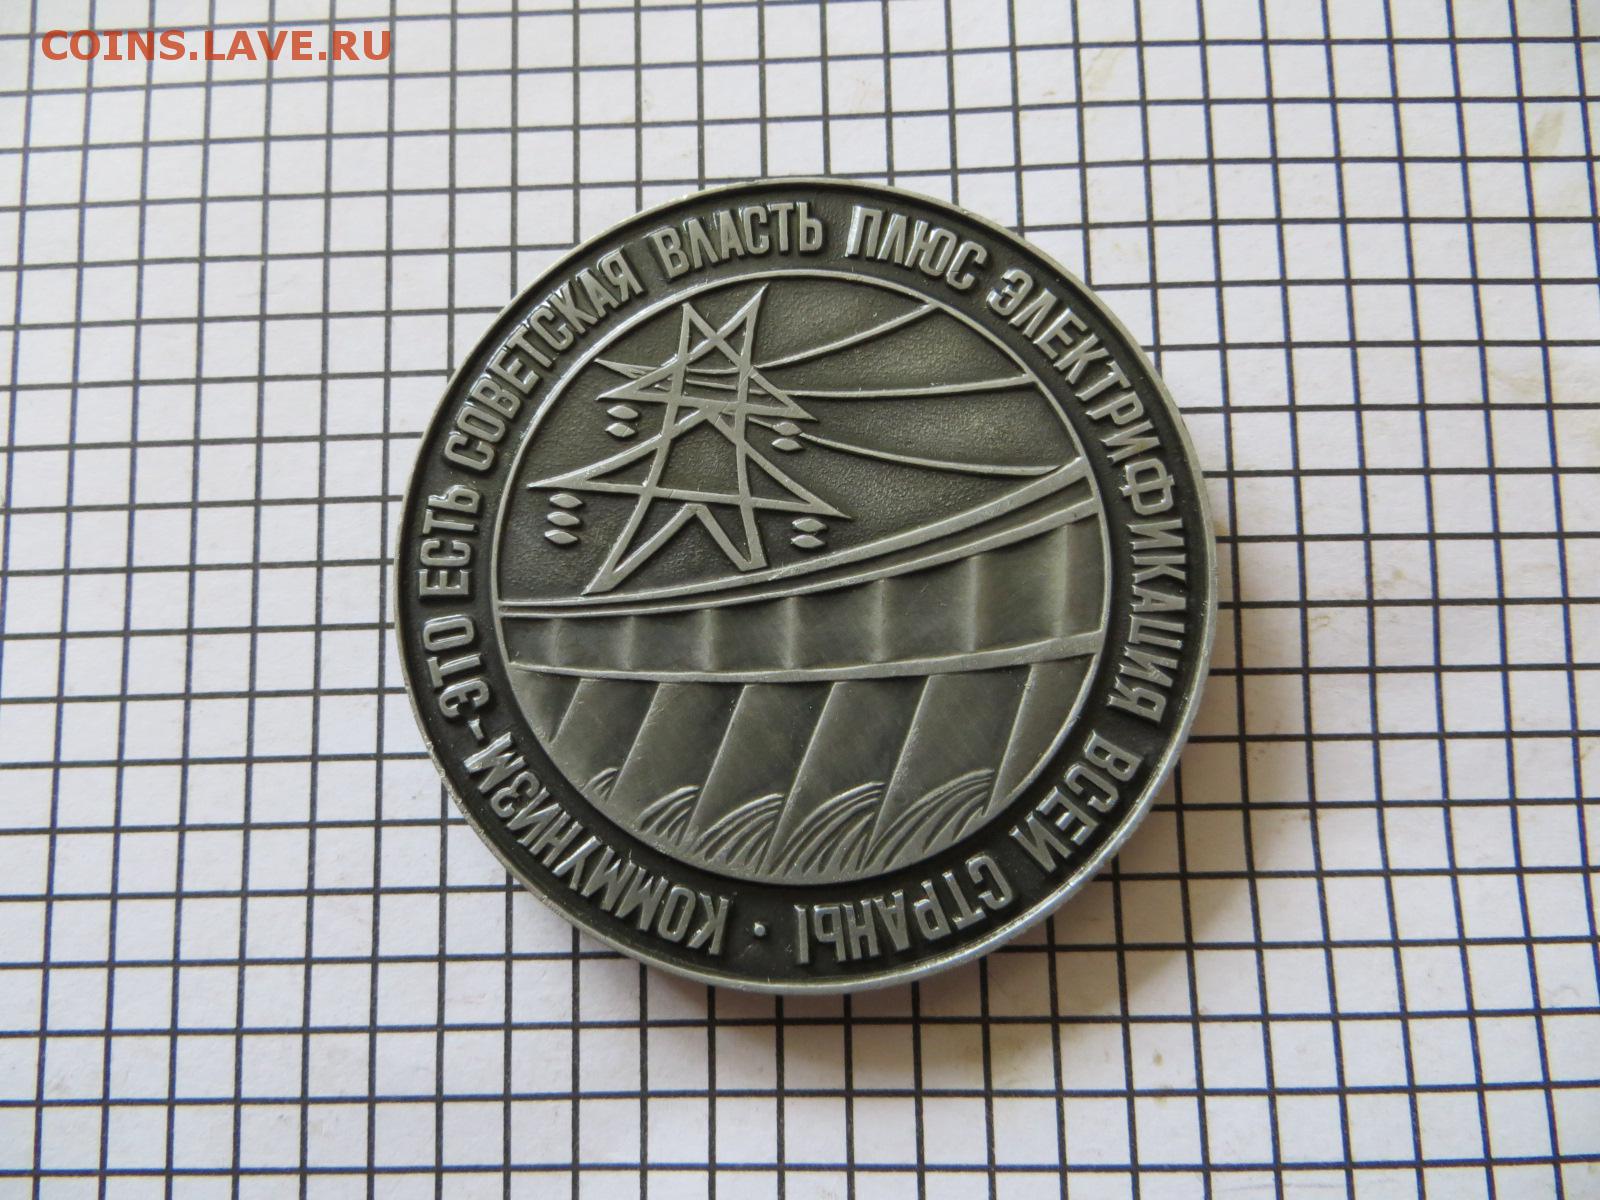 COINS.LAVE.RU
КОММУНИЗМ-ЭТО ЕСТЬ СОВЕТСКАЯ ВЛАСТЬ ПЛЮС ЭЛЕКТРИФИКАЦИЯ ВСЕЙ СТРАНЫ •